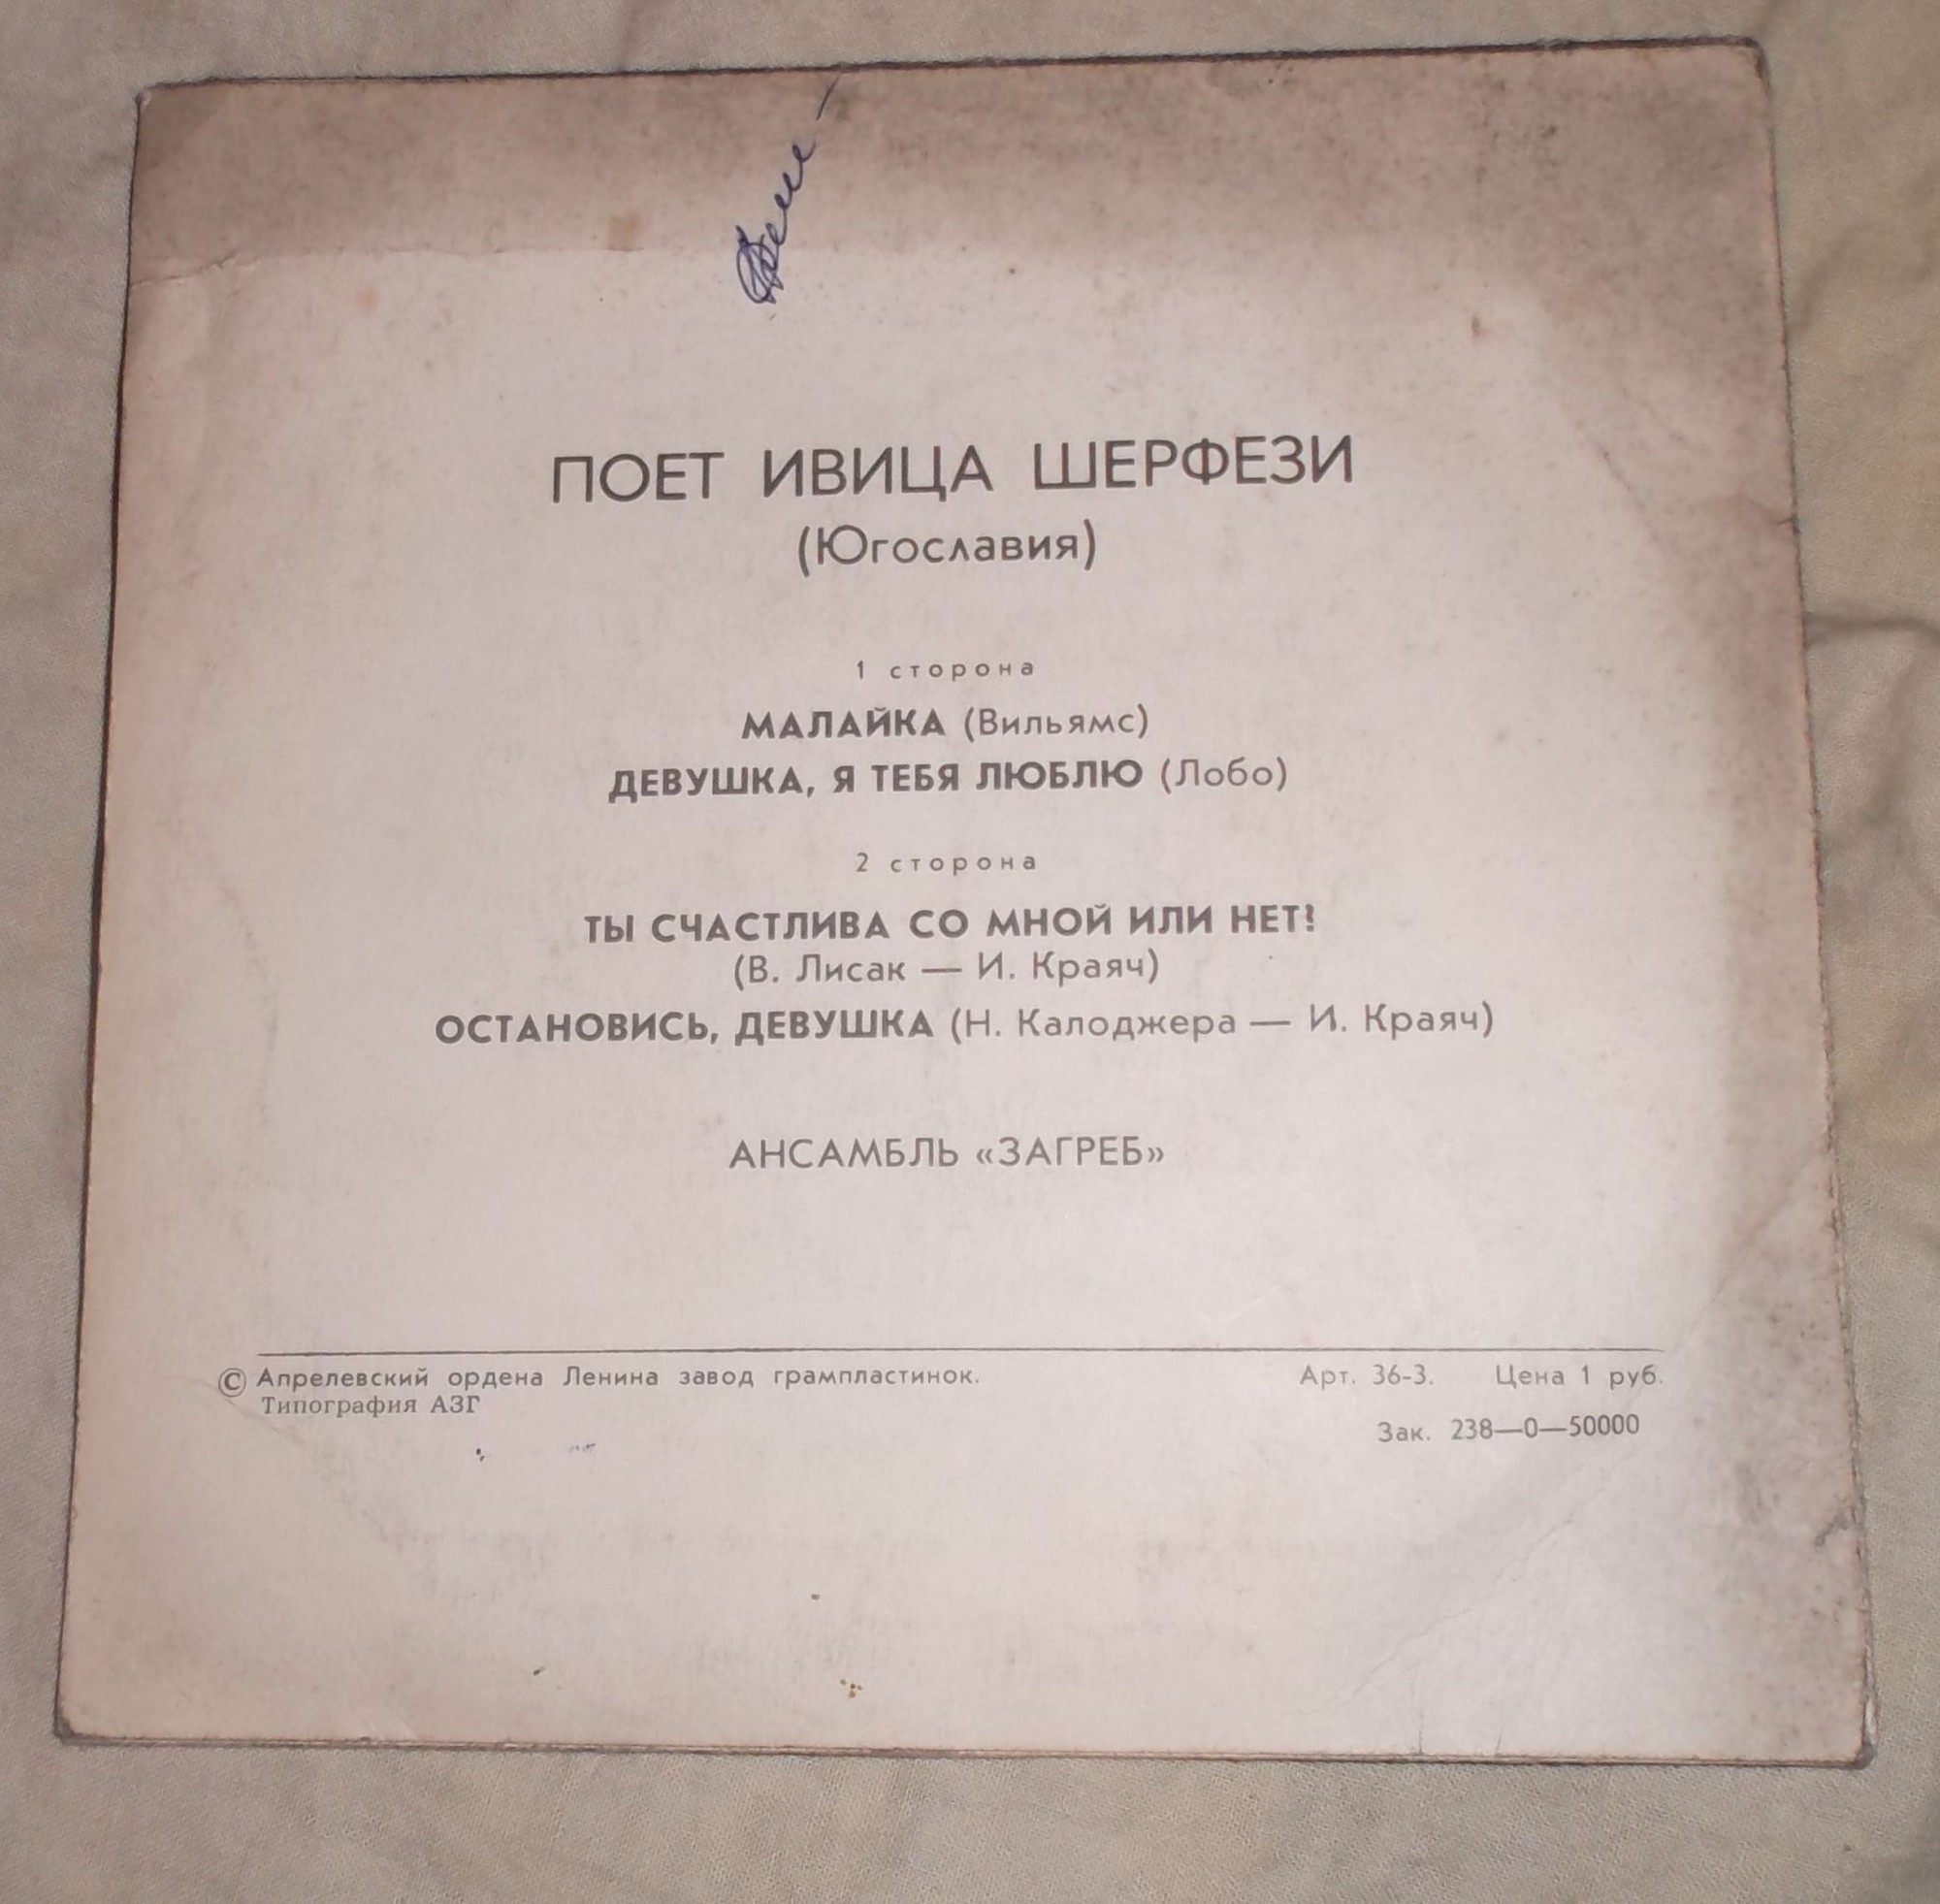 ПОЕТ ИВИЦА ШЕРФЕЗИ
(Югославия)
1 сторона
МАЛАЙКА (Вильямс)
ДЕВУШКА, Я ТЕБЯ ЛЮБЛЮ (Лобо)
2 сторона
ТЫ СЧАСТЛИВА СО МНОЙ ИЛИ НЕТ?
(В. Лисак — И. Краяч)
ОСТАНОВИСЬ, ДЕВУШКА (Н. Калоджера — И. Краяч)
АНСАМБЛЬ «ЗАГРЕБ»
© Апрелевский ордена Ленина завод грампластинок. Арт. 36-3. Цена 1 руб.
Типография АЗГ
Зак. 238—0—50000